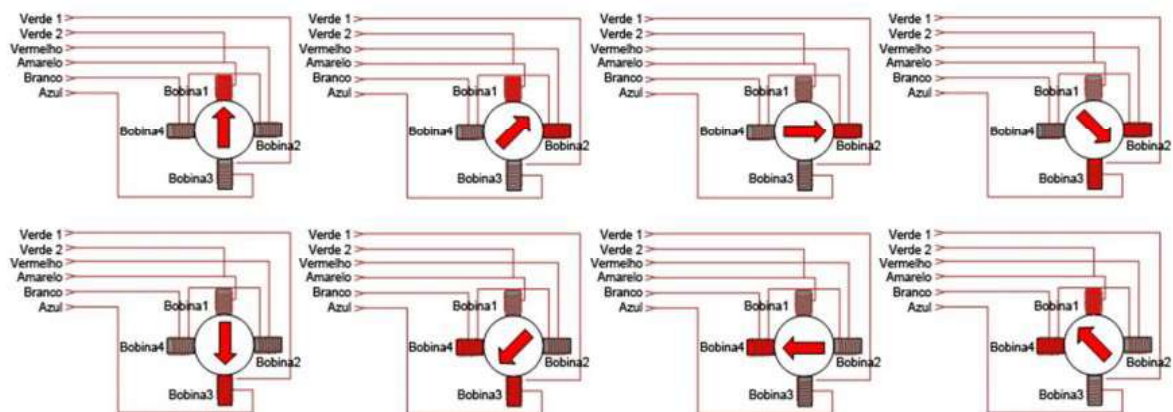 Verde 1
Verde 2
Vermelho
Amarelo
Branco
Azul
Bobina1
Bobina4
Bobina2
Bobina3
Verde 1
Verde 2
Vermelho
Amarelo
Branco
Azul
Bobina1
Bobina4
Bobina2
Bobina3
Verde 1
Verde 2
Vermelho
Amarelo
Branco
Azul
Bobina1
Bobina4
Bobina2
Bobina3
Verde 1
Verde 2
Vermelho
Amarelo
Branco
Azul
Bobina1
Bobina4
Bobina2
Bobina3
Verde 1
Verde 2
Vermelho
Amarelo
Branco
Azul
Bobina1
Bobina4
Bobina2
Bobina3
Verde 1
Verde 2
Vermelho
Amarelo
Branco
Azul
Bobina1
Bobina4
Bobina2
Bobina3
Verde 1
Verde 2
Vermelho
Amarelo
Branco
Azul
Bobina1
Bobina4
Bobina2
Bobina3
Verde 1
Verde 2
Vermelho
Amarelo
Branco
Azul
Bobina1
Bobina4
Bobina2
Bobina3